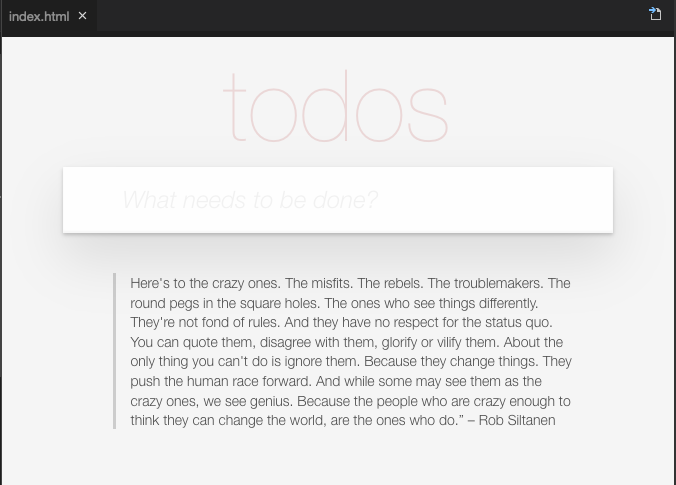 index.html
todos
What needs to be done?
Here's to the crazy ones. The misfits. The rebels. The troublemakers. The
round pegs in the square holes. The ones who see things differently.
They're not fond of rules. And they have no respect for the status quo.
You can quote them, disagree with them, glorify or vilify them. About the
only thing you can't do is ignore them. Because they change things. They
push the human race forward. And while some may see them as the
crazy ones, we see genius. Because the people who are crazy enough to
think they can change the world, are the ones who do.” – Rob Siltanen